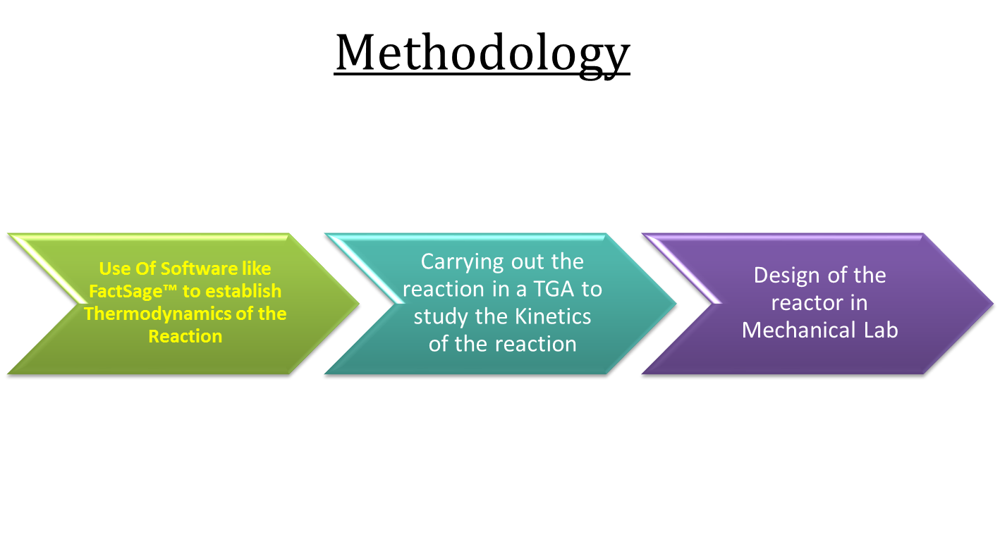 Methodology
Use Of Software like
FactSage™ to establish
Thermodynamics of the
Reaction
Carrying out the
reaction in a TGA to
study the Kinetics
of the reaction
Design of the
reactor in
Mechanical Lab